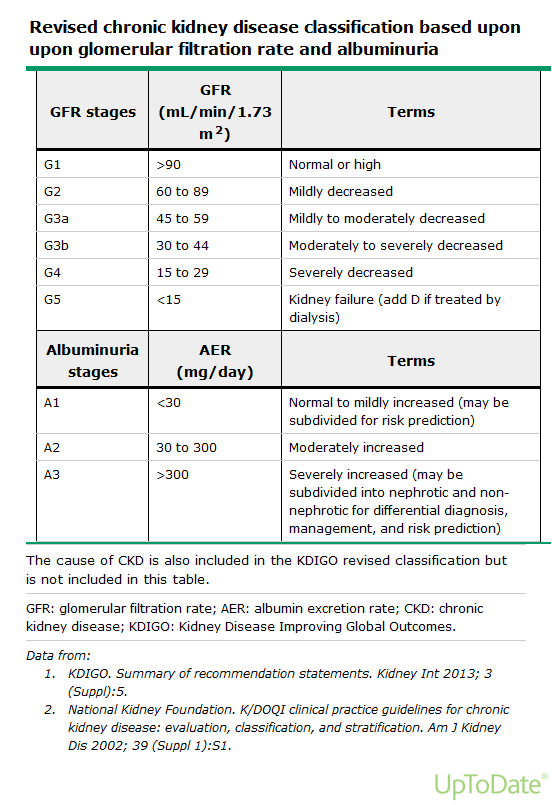 Revised chronic kidney disease classification based upon
upon glomerular filtration rate and albuminuria
GFR stages
GFR
(mL/min/1.73
m²)
Terms
G1
>90
Normal or high
G2
60 to 89
Mildly decreased
G3a
45 to 59
Mildly to moderately decreased
G3b
30 to 44
Moderately to severely decreased
G4
15 to 29
Severely decreased
G5
<15
Kidney failure (add D if treated by
dialysis)
Albuminuria
stages
AER
(mg/day)
Terms
A1
<30
Normal to mildly increased (may be
subdivided for risk prediction)
A2
30 to 300
Moderately increased
A3
>300
Severely increased (may be
subdivided into nephrotic and non-
nephrotic for differential diagnosis,
management, and risk prediction)
The cause of CKD is also included in the KDIGO revised classification but
is not included in this table.
GFR: glomerular filtration rate; AER: albumin excretion rate; CKD: chronic
kidney disease; KDIGO: Kidney Disease Improving Global Outcomes.
Data from:
1. KDIGO. Summary of recommendation statements. Kidney Int 2013; 3
(Suppl):5.
2. National Kidney Foundation. K/DOQI clinical practice guidelines for chronic
kidney disease: evaluation, classification, and stratification. Am J Kidney
Dis 2002; 39 (Suppl 1):S1.
UpToDate®